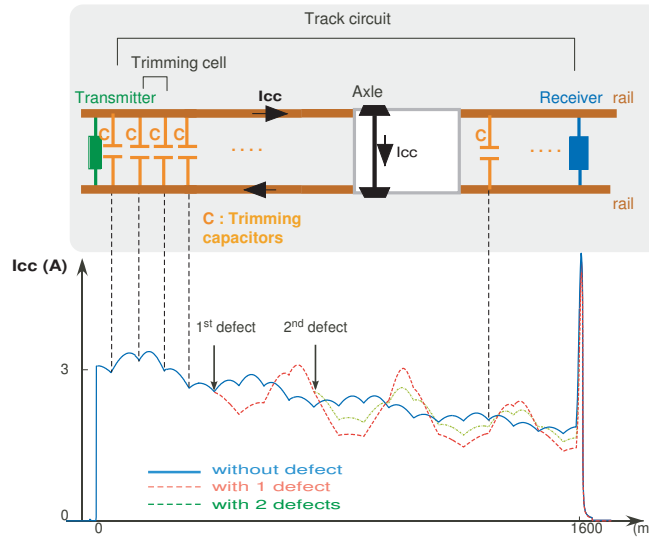 Track circuit
Trimming cell
Transmitter
Icc
Axle
Receiver
rail
C
C
C
C
C
. . . .
Icc
. . . .
rail
C : Trimming
capacitors
Icc (A)
1st defect
2nd defect
3
without defect
with 1 defect
with 2 defects
0
0
1600
(m